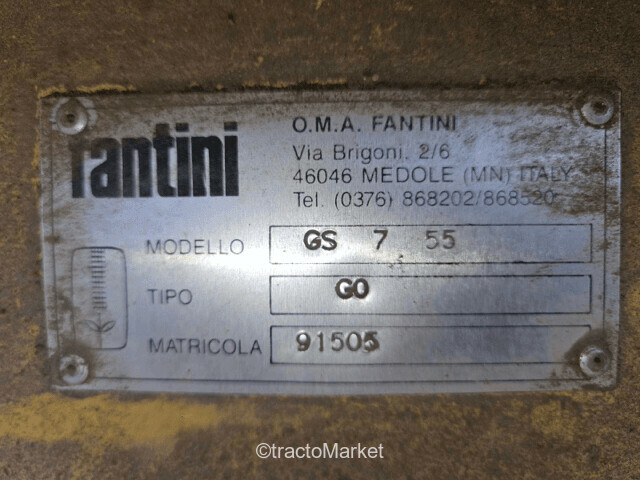 fantini
O.M.A. FANTINI
Via Brigoni, 2/6
46046 MEDOLE (MN) ITALY
Tel. (0376) 868202/868520
MODELLO GS 7 55
TIPO GO
MATRICOLA 91505
©tractoMarket